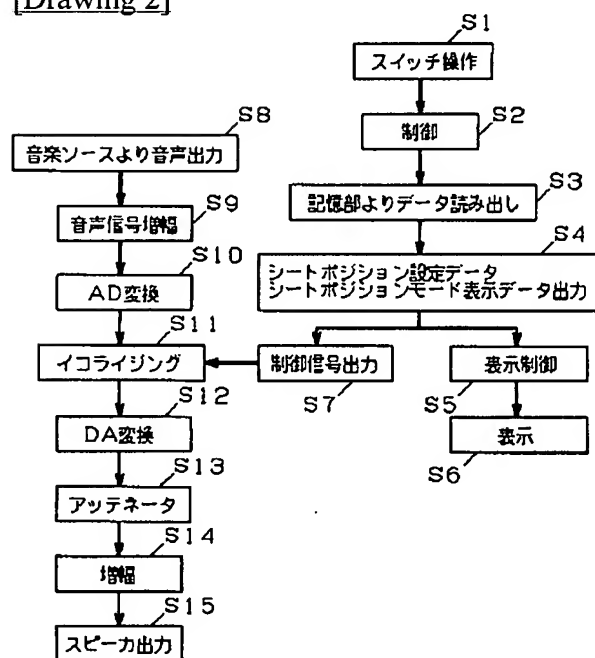 [Drawing 2]
S1
スイッチ操作
S2
制御
S3
記憶部よりデータ読み出し
S4
シートポジション設定データ
シートポジションモード表示データ出力
S7
制御信号出力
S5
表示制御
S6
表示
S8
音楽ソースより音声出力
S9
音声信号増幅
S10
AD変換
S11
イコライジング
S12
DA変換
S13
アッテネータ
S14
増幅
S15
スピーカ出力